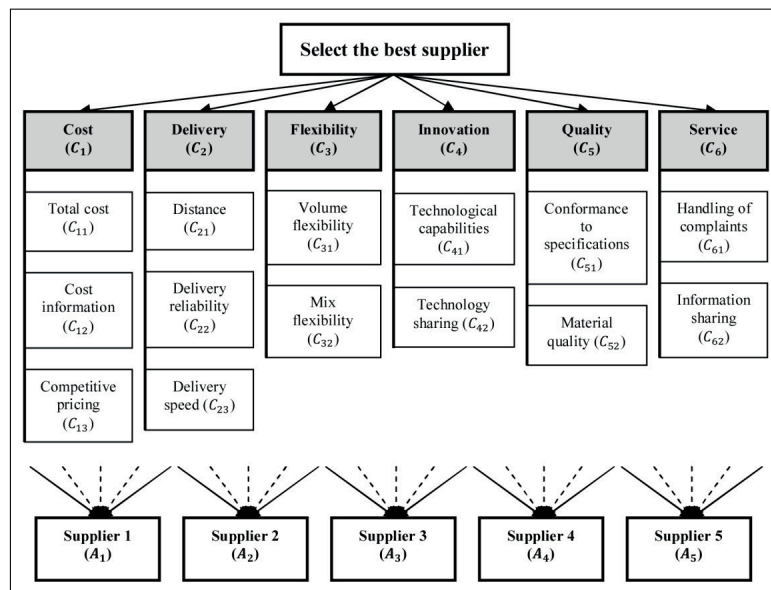 Select the best supplier
Cost
(C₁)
Delivery
(C₂)
Flexibility
(C₃)
Innovation
(C₄)
Quality
(C₅)
Service
(C₆)
Total cost
(C₁₁)
Cost
information
(C₁₂)
Competitive
pricing
(C₁₃)
Distance
(C₂₁)
Delivery
reliability
(C₂₂)
Delivery
speed (C₂₃)
Volume
flexibility
(C₃₁)
Mix
flexibility
(C₃₂)
Technological
capabilities
(C₄₁)
Technology
sharing (C₄₂)
Conformance
to
specifications
(C₅₁)
Material
quality (C₅₂)
Handling of
complaints
(C₆₁)
Information
sharing
(C₆₂)
Supplier 1
(A₁)
Supplier 2
(A₂)
Supplier 3
(A₃)
Supplier 4
(A₄)
Supplier 5
(A₅)